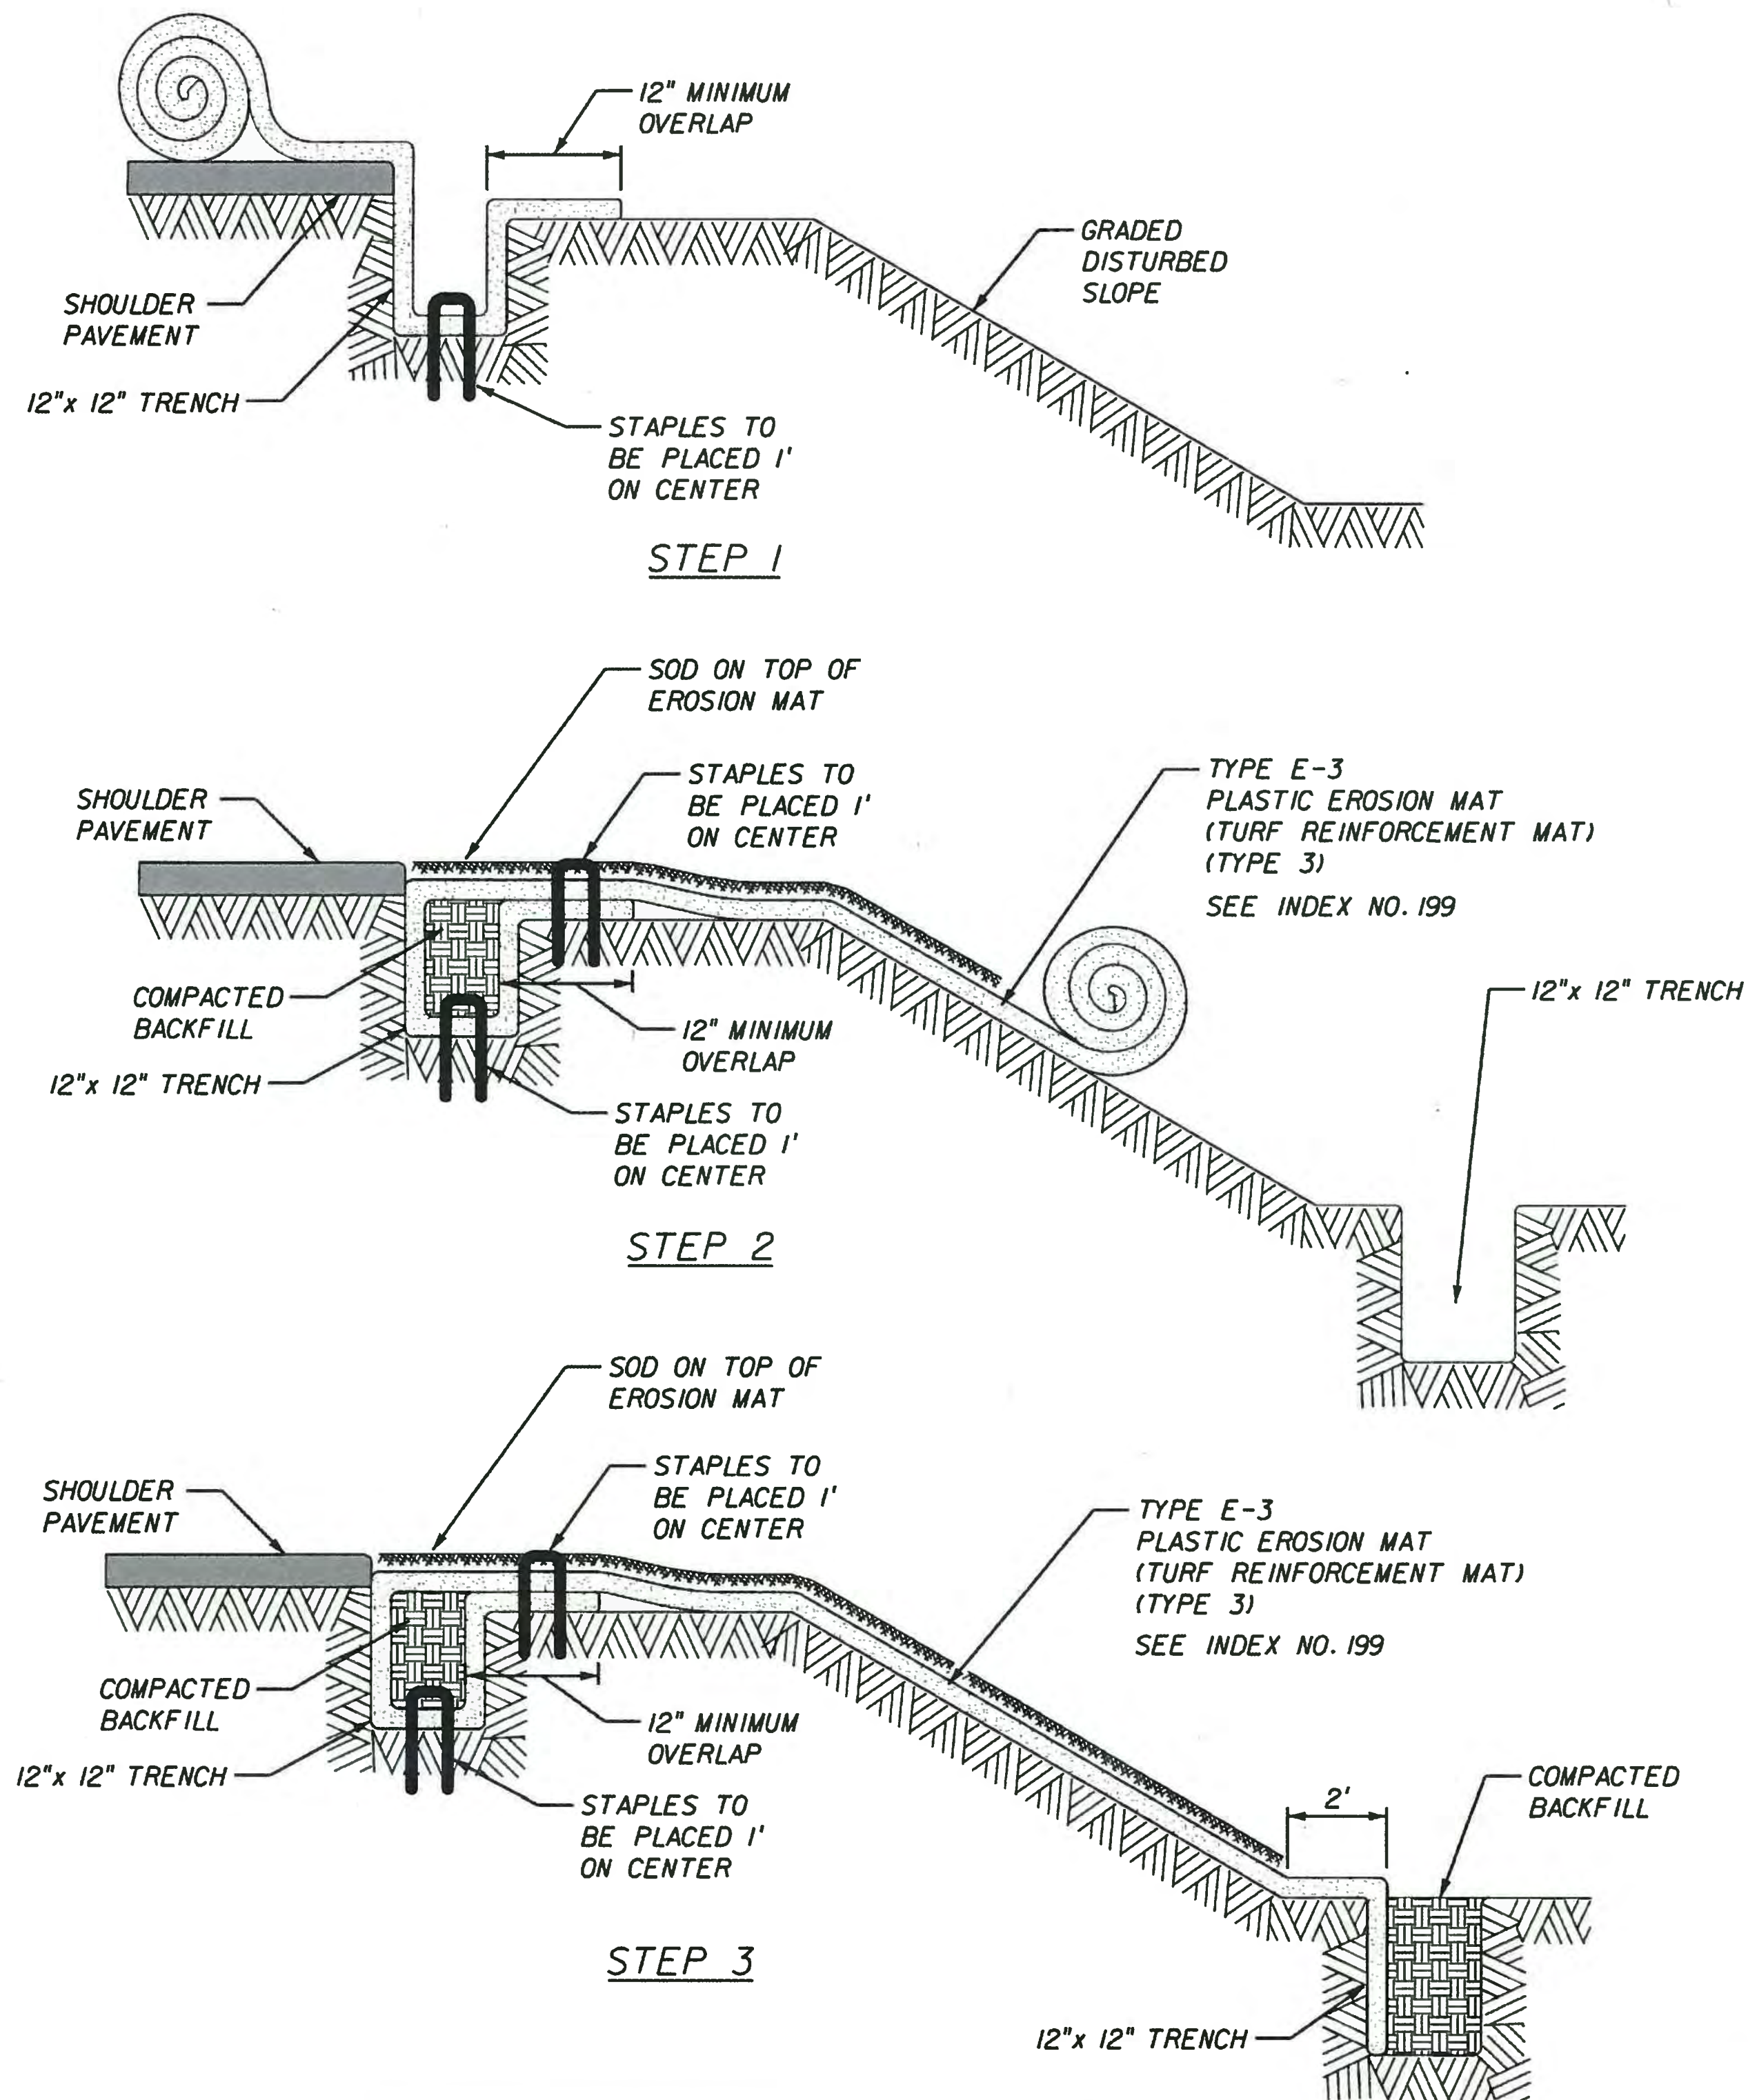 12" MINIMUM
OVERLAP
GRADED
DISTURBED
SLOPE
SHOULDER
PAVEMENT
12"x 12" TRENCH
STAPLES TO
BE PLACED 1'
ON CENTER
STEP 1
SOD ON TOP OF
EROSION MAT
STAPLES TO
BE PLACED 1'
ON CENTER
TYPE E-3
PLASTIC EROSION MAT
(TURF REINFORCEMENT MAT)
(TYPE 3)
SEE INDEX NO. 199
SHOULDER
PAVEMENT
COMPACTED
BACKFILL
12"x 12" TRENCH
12"x 12" TRENCH
12" MINIMUM
OVERLAP
STAPLES TO
BE PLACED 1'
ON CENTER
STEP 2
SOD ON TOP OF
EROSION MAT
STAPLES TO
BE PLACED 1'
ON CENTER
SHOULDER
PAVEMENT
TYPE E-3
PLASTIC EROSION MAT
(TURF REINFORCEMENT MAT)
(TYPE 3)
SEE INDEX NO. 199
COMPACTED
BACKFILL
12" MINIMUM
OVERLAP
12"x 12" TRENCH
STAPLES TO
BE PLACED 1'
ON CENTER
2'
COMPACTED
BACKFILL
STEP 3
12"x 12" TRENCH